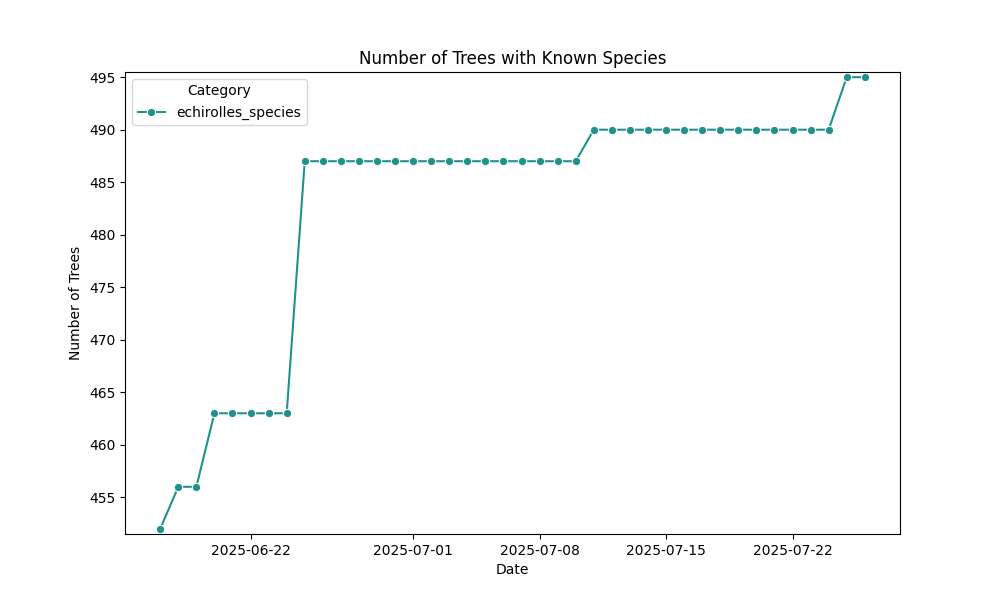 Number of Trees with Known Species
Category
echirolles_species
Number of Trees
495
490
485
480
475
470
465
460
455
2025-06-22
2025-07-01
2025-07-08
2025-07-15
2025-07-22
Date